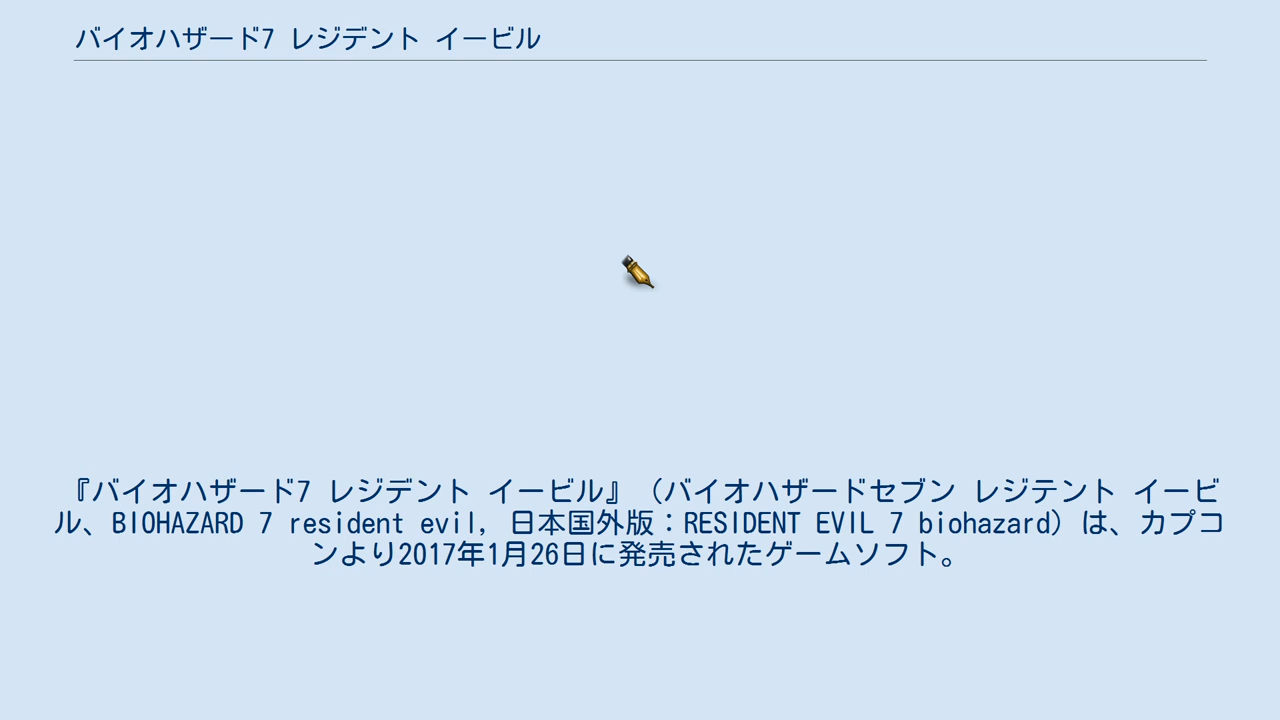 バイオハザード7 レジデント イービル
『バイオハザード7 レジデント イービル』（バイオハザードセブン レジテント イービ
ル、BIOHAZARD 7 resident evil, 日本国外版：RESIDENT EVIL 7 biohazard）は、カプコ
ンより2017年1月26日に発売されたゲームソフト。